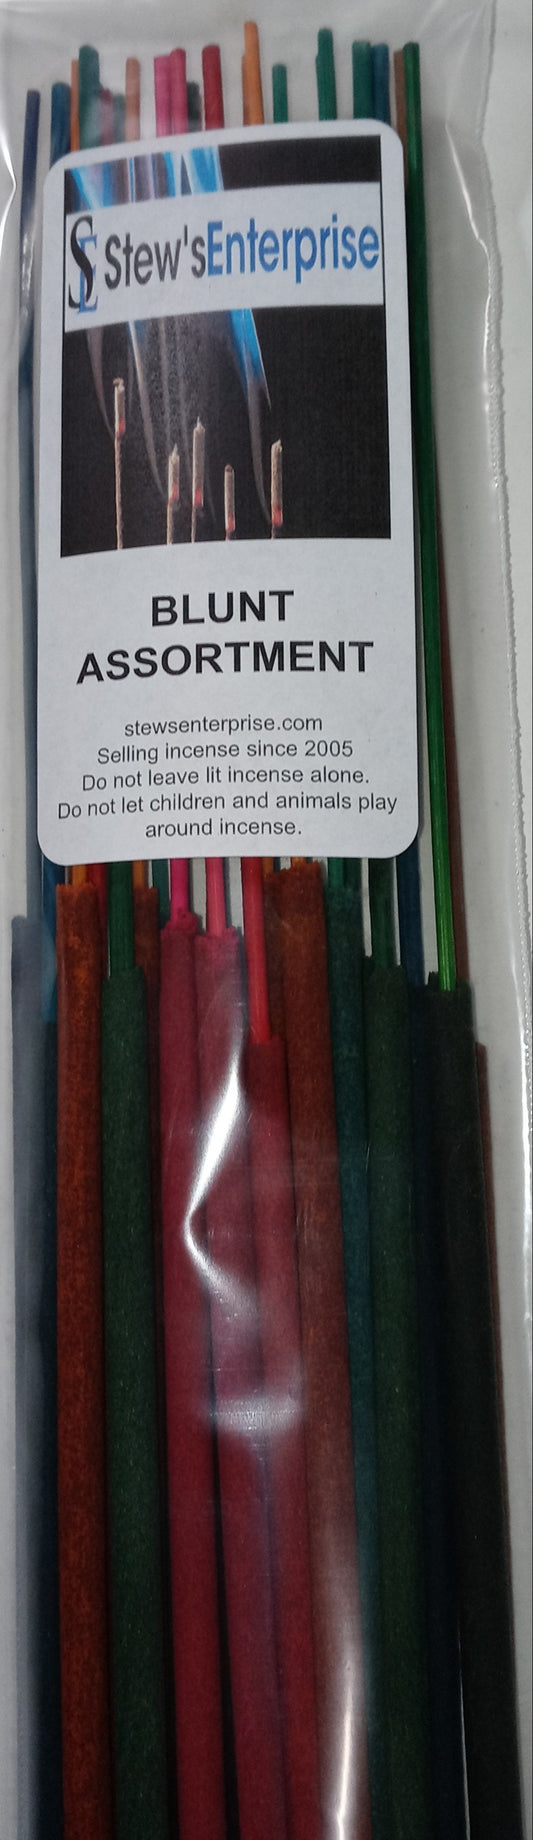 SE Stew'sEnterprise
BLUNT
ASSORTMENT
stewsenterprise.com
Selling incense since 2005
Do not leave lit incense alone.
Do not let children and animals play
around incense.